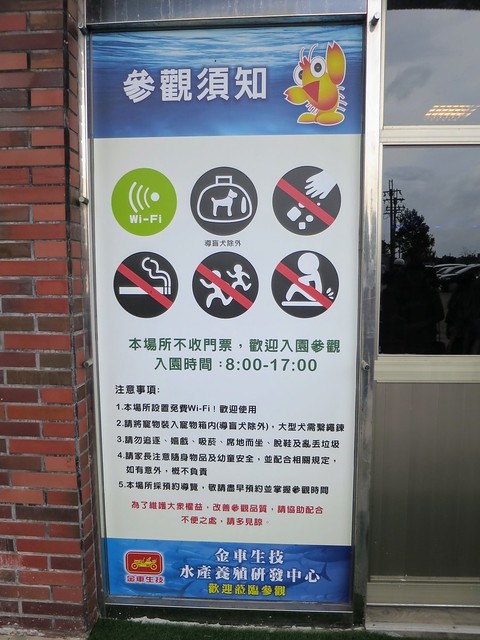 參觀須知
Wi-Fi
導盲犬除外
本場所不收門票，歡迎入園參觀
入園時間：8:00-17:00
注意事項:
1.本場所設置免費Wi-Fi！歡迎使用
2.請將寵物裝入寵物箱內(導盲犬除外)，大型犬需繫繩鍊
3.請勿追逐、嬉戲、吸菸、席地而坐、脫鞋及亂丟垃圾
4.請家長注意隨身物品及幼童安全，並配合相關規定，
如有意外，概不負責
5.本場所採預約導覽，敬請盡早預約並掌握參觀時間
為了維護大眾權益，改善參觀品質，請協助配合
不便之處，請多見諒。
金車生技
金車生技
水產養殖研發中心
歡迎蒞臨參觀